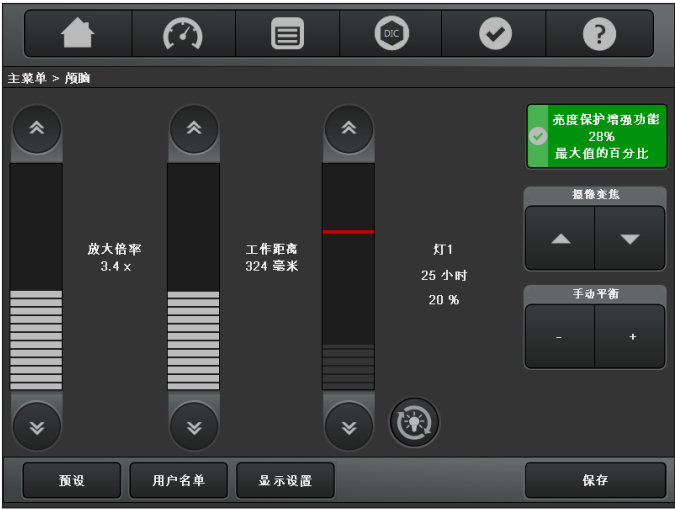 DIC
?
主菜单 > 颅脑
亮度保护增强功能
28%
最大值的百分比
摄像变焦
放大倍率
3.4 x
工作距离
324 毫米
灯1
25 小时
20 %
手动平衡
-
+
预设
用户名单
显示设置
保存